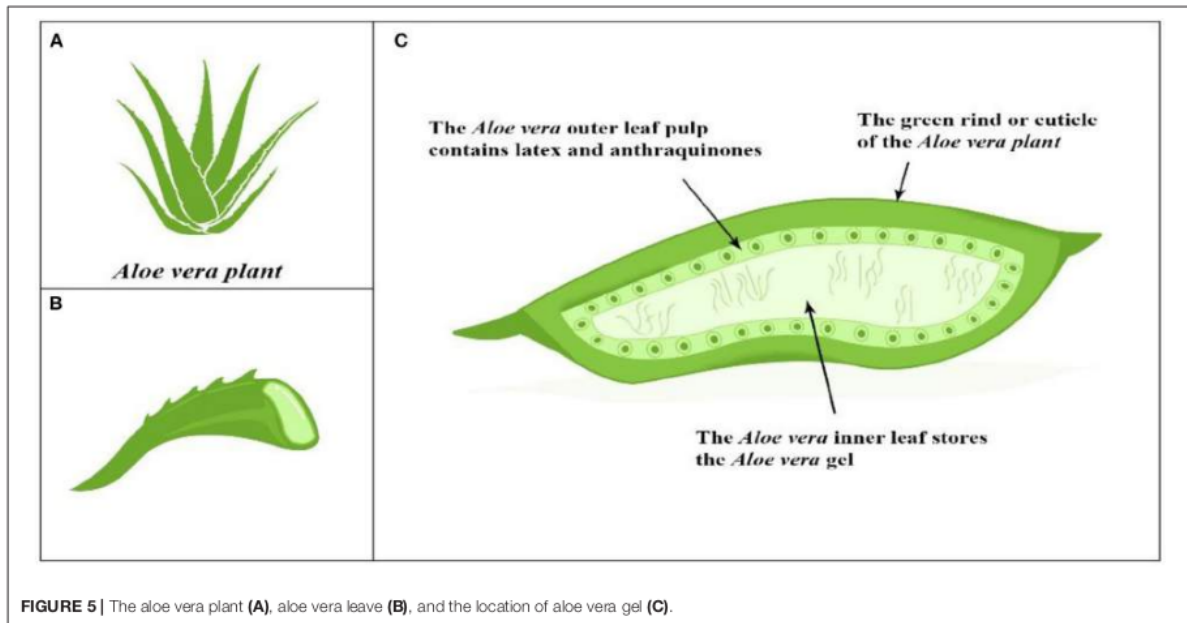 A
Aloe vera plant
B
C
The Aloe vera outer leaf pulp
contains latex and anthraquinones
The green rind or cuticle
of the Aloe vera plant
The Aloe vera inner leaf stores
the Aloe vera gel
FIGURE 5 | The aloe vera plant (A), aloe vera leave (B), and the location of aloe vera gel (C).